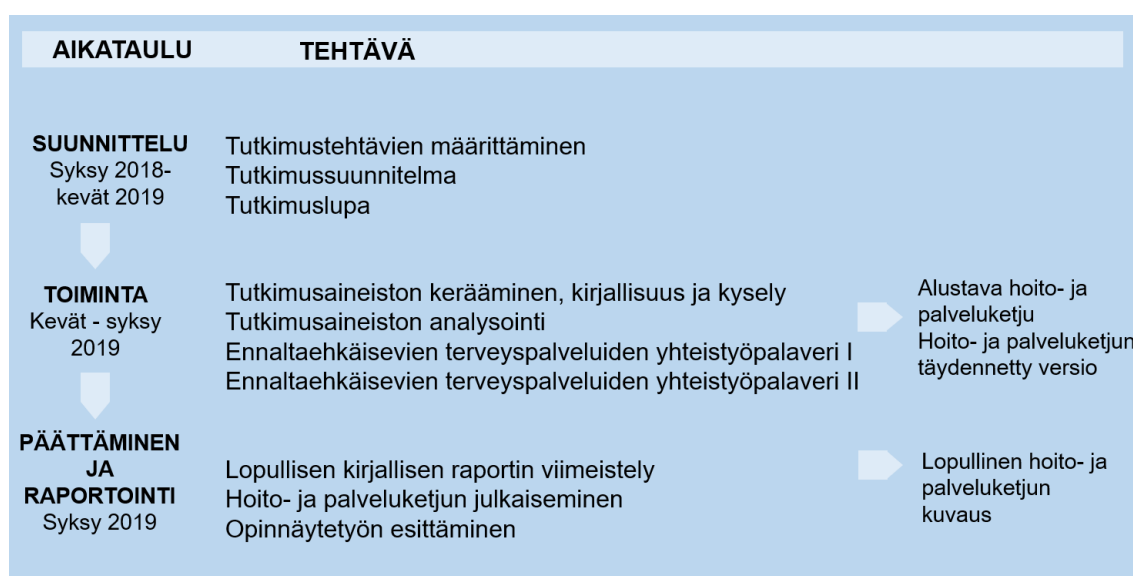 AIKATAULU TEHTÄVÄ
SUUNNITTELU
Syksy 2018-
kevät 2019
Tutkimustehtävien määrittäminen
Tutkimussuunnitelma
Tutkimuslupa
TOIMINTA
Kevät - syksy
2019
Tutkimusaineiston kerääminen, kirjallisuus ja kysely
Tutkimusaineiston analysointi
Ennaltaehkäisevien terveyspalveluiden yhteistyöpalaveri I
Ennaltaehkäisevien terveyspalveluiden yhteistyöpalaveri II
Alustava hoito- ja
palveluketju
Hoito- ja palveluketjun
täydennetty versio
PÄÄTTÄMINEN
JA
RAPORTOINTI
Syksy 2019
Lopullisen kirjallisen raportin viimeistely
Hoito- ja palveluketjun julkaiseminen
Opinnäytetyön esittäminen
Lopullinen hoito- ja
palveluketjun
kuvaus